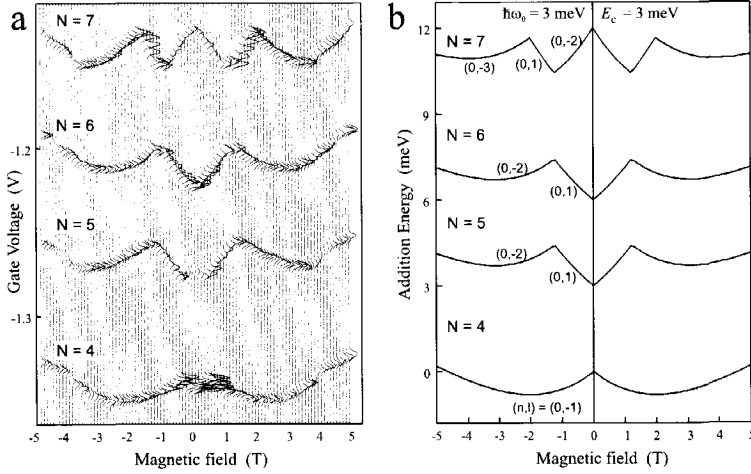 a
N = 7
N = 6
N = 5
N = 4
Gate Voltage (V)
-1.2
-1.3
-5 -4 -3 -2 -1 0 1 2 3 4 5
Magnetic field (T)
b
ħω₀ = 3 meV
E꜀ = 3 meV
N = 7
(0,-3)
(0,1)
(0,-2)
N = 6
(0,-2)
(0,1)
N = 5
(0,-2)
(0,1)
N = 4
(n,l) = (0,-1)
Addition Energy (meV)
12
9
6
3
0
-5 -4 -3 -2 -1 0 1 2 3 4 5
Magnetic field (T)